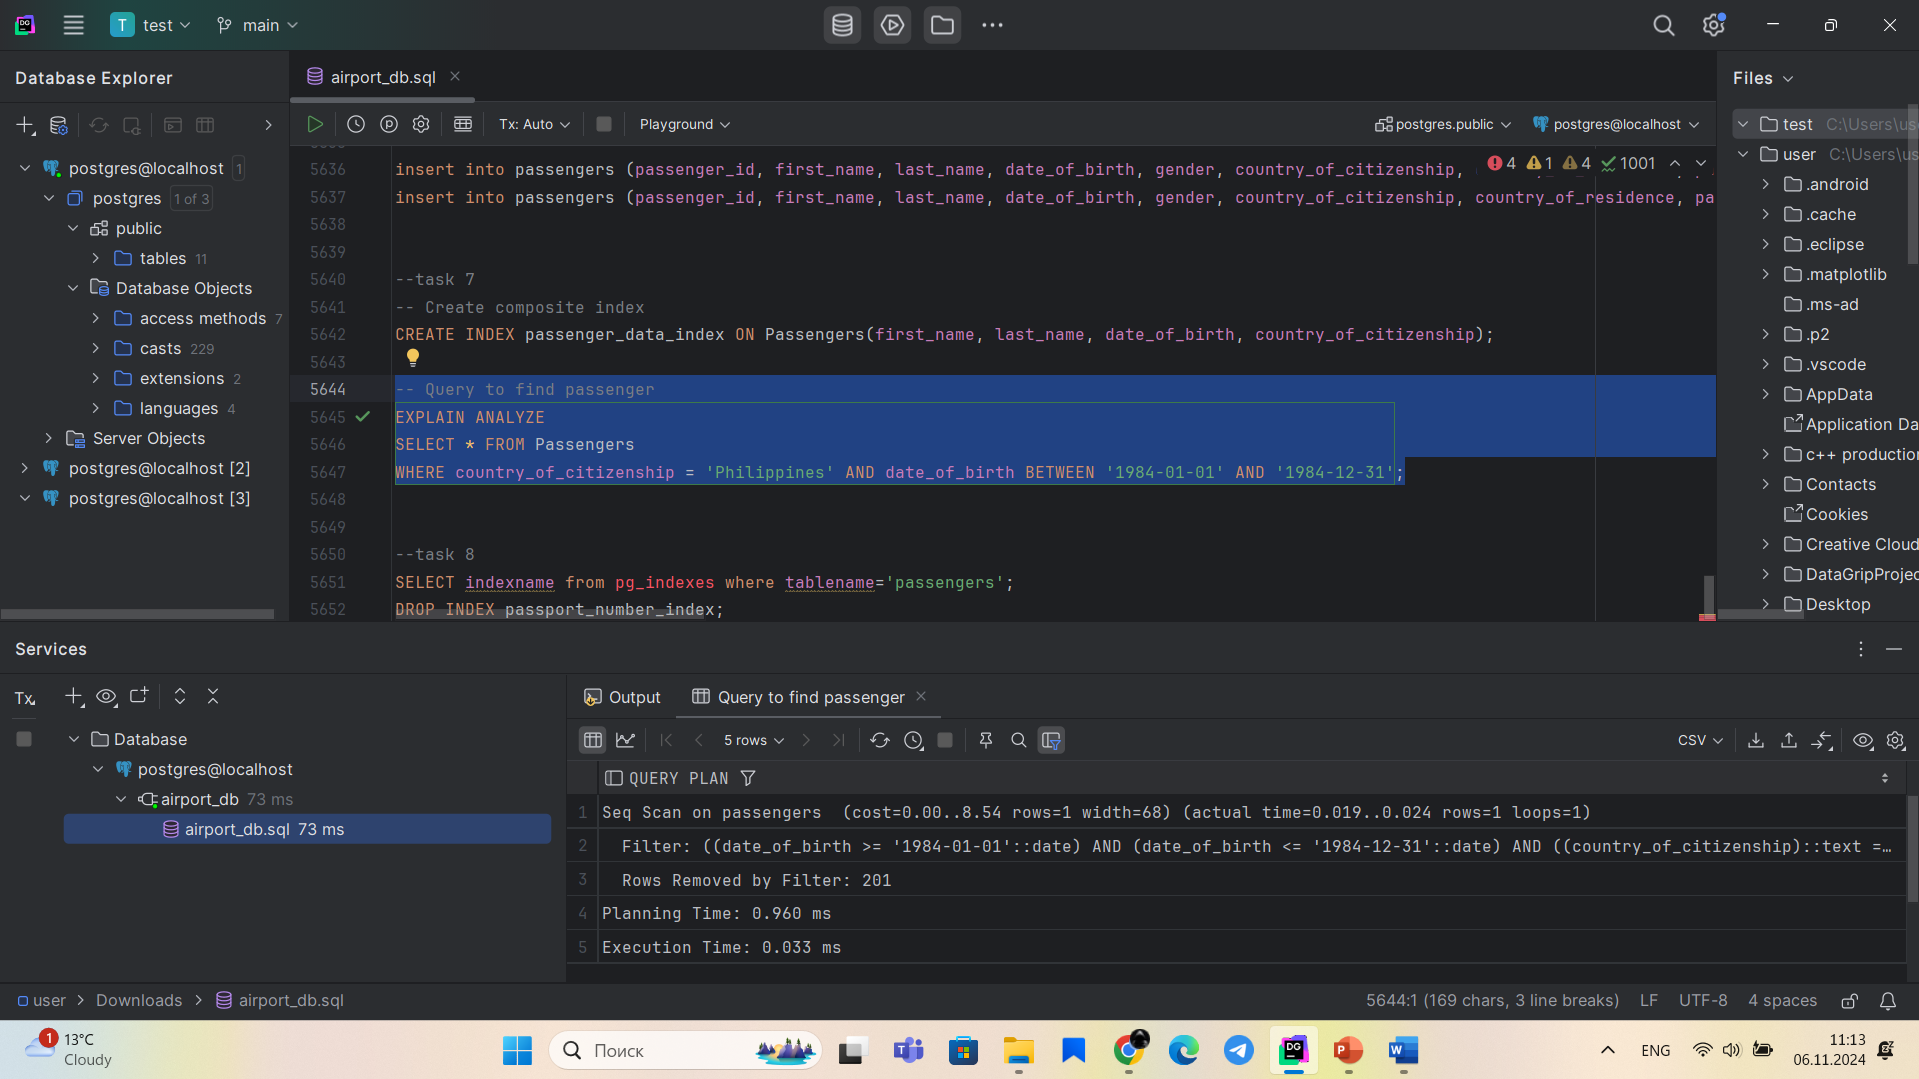 T test main
Database Explorer
airport_db.sql
Files
Tx: Auto Playground postgres.public postgres@localhost
4 1 4 1001
postgres@localhost 1
postgres 1 of 3
public
tables 11
Database Objects
access methods 7
casts 229
extensions 2
languages 4
Server Objects
postgres@localhost [2]
postgres@localhost [3]
5636 insert into passengers (passenger_id, first_name, last_name, date_of_birth, gender, country_of_citizenship,
5637 insert into passengers (passenger_id, first_name, last_name, date_of_birth, gender, country_of_citizenship, country_of_residence, pa
5638
5639
5640 --task 7
5641 -- Create composite index
5642 CREATE INDEX passenger_data_index ON Passengers(first_name, last_name, date_of_birth, country_of_citizenship);
5643
5644 -- Query to find passenger
5645 EXPLAIN ANALYZE
5646 SELECT * FROM Passengers
5647 WHERE country_of_citizenship = 'Philippines' AND date_of_birth BETWEEN '1984-01-01' AND '1984-12-31';
5648
5649
5650 --task 8
5651 SELECT indexname from pg_indexes where tablename='passengers';
5652 DROP INDEX passport_number_index;
test C:\Users\us
user C:\Users\us
.android
.cache
.eclipse
.matplotlib
.ms-ad
.p2
.vscode
AppData
Application Da
c++ production
Contacts
Cookies
Creative Cloud
DataGripProjec
Desktop
Services
Tx
Database
postgres@localhost
airport_db 73 ms
airport_db.sql 73 ms
Output Query to find passenger
5 rows CSV
QUERY PLAN
1 Seq Scan on passengers (cost=0.00..8.54 rows=1 width=68) (actual time=0.019..0.024 rows=1 loops=1)
2 Filter: ((date_of_birth >= '1984-01-01'::date) AND (date_of_birth <= '1984-12-31'::date) AND ((country_of_citizenship)::text =…
3 Rows Removed by Filter: 201
4 Planning Time: 0.960 ms
5 Execution Time: 0.033 ms
user > Downloads > airport_db.sql
5644:1 (169 chars, 3 line breaks) LF UTF-8 4 spaces
1 13°C
Cloudy
Поиск
ENG
11:13
06.11.2024